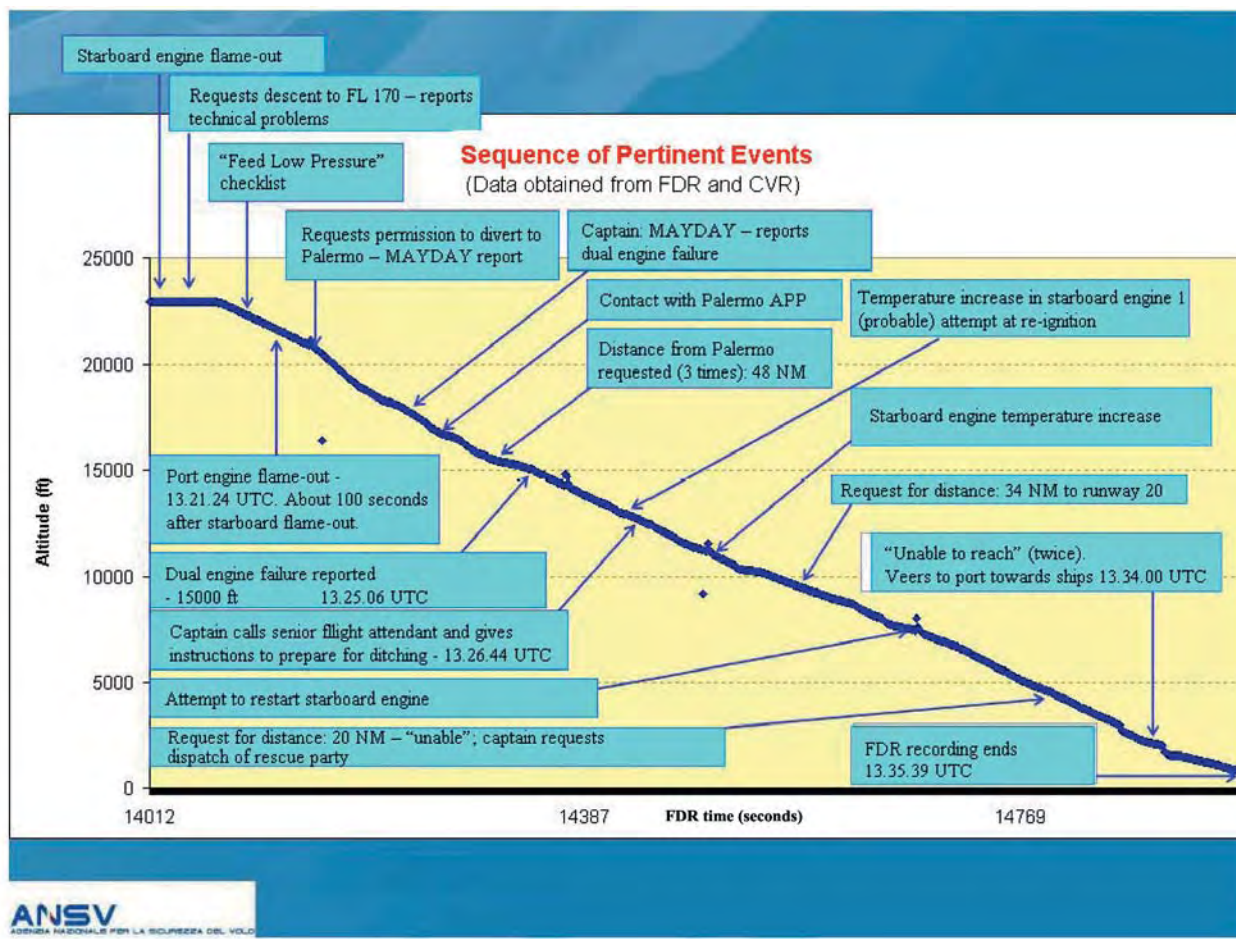 Starboard engine flame-out
Requests descent to FL 170 – reports
technical problems
“Feed Low Pressure”
checklist
Sequence of Pertinent Events
(Data obtained from FDR and CVR)
Requests permission to divert to
Palermo – MAYDAY report
Captain: MAYDAY – reports
dual engine failure
Contact with Palermo APP
Distance from Palermo
requested (3 times): 48 NM
Temperature increase in starboard engine 1
(probable) attempt at re-ignition
Starboard engine temperature increase
Request for distance: 34 NM to runway 20
“Unable to reach” (twice).
Veers to port towards ships 13.34.00 UTC
Port engine flame-out -
13.21.24 UTC. About 100 seconds
after starboard flame-out.
Dual engine failure reported
- 15000 ft 13.25.06 UTC
Captain calls senior fllight attendant and gives
instructions to prepare for ditching - 13.26.44 UTC
Attempt to restart starboard engine
Request for distance: 20 NM – “unable”; captain requests
dispatch of rescue party
FDR recording ends
13.35.39 UTC
Altitude (ft)
25000
20000
15000
10000
5000
0
14012
14387
FDR time (seconds)
14769
ANSV
AGENZIA NAZIONALE PER LA SICUREZZA DEL VOLO